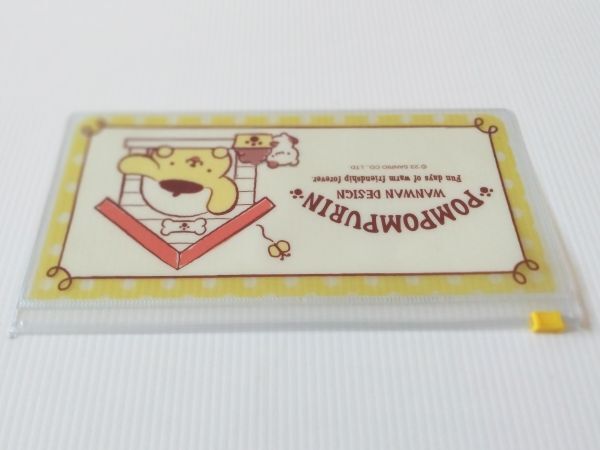 POMPOMPURIN
WANWAN DESIGN
Fun days of warm friendship forever
© '23 SANRIO CO., LTD.